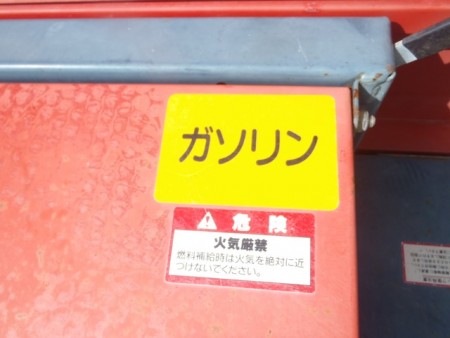 ガソリン
危険
火気厳禁
燃料補給時は火気を絶対に近
づけないでください。